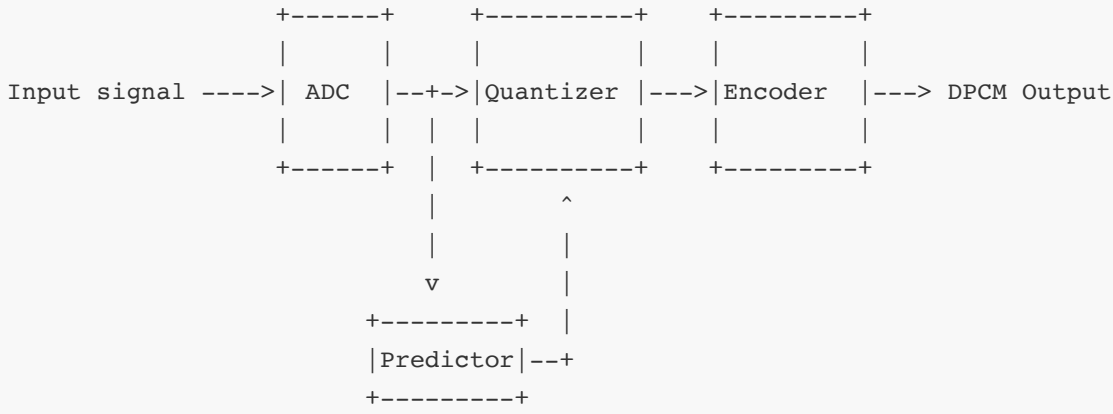 +------+     +----------+    +---------+
                 |      |     |          |    |         |
Input signal ---->| ADC  |--+->|Quantizer |--->|Encoder  |---> DPCM Output
                 |      |  |  |          |    |         |
                 +------+  |  +----------+    +---------+
                           |        ^
                           |        |
                           v        |
                       +---------+  |
                       |Predictor|--+
                       +---------+